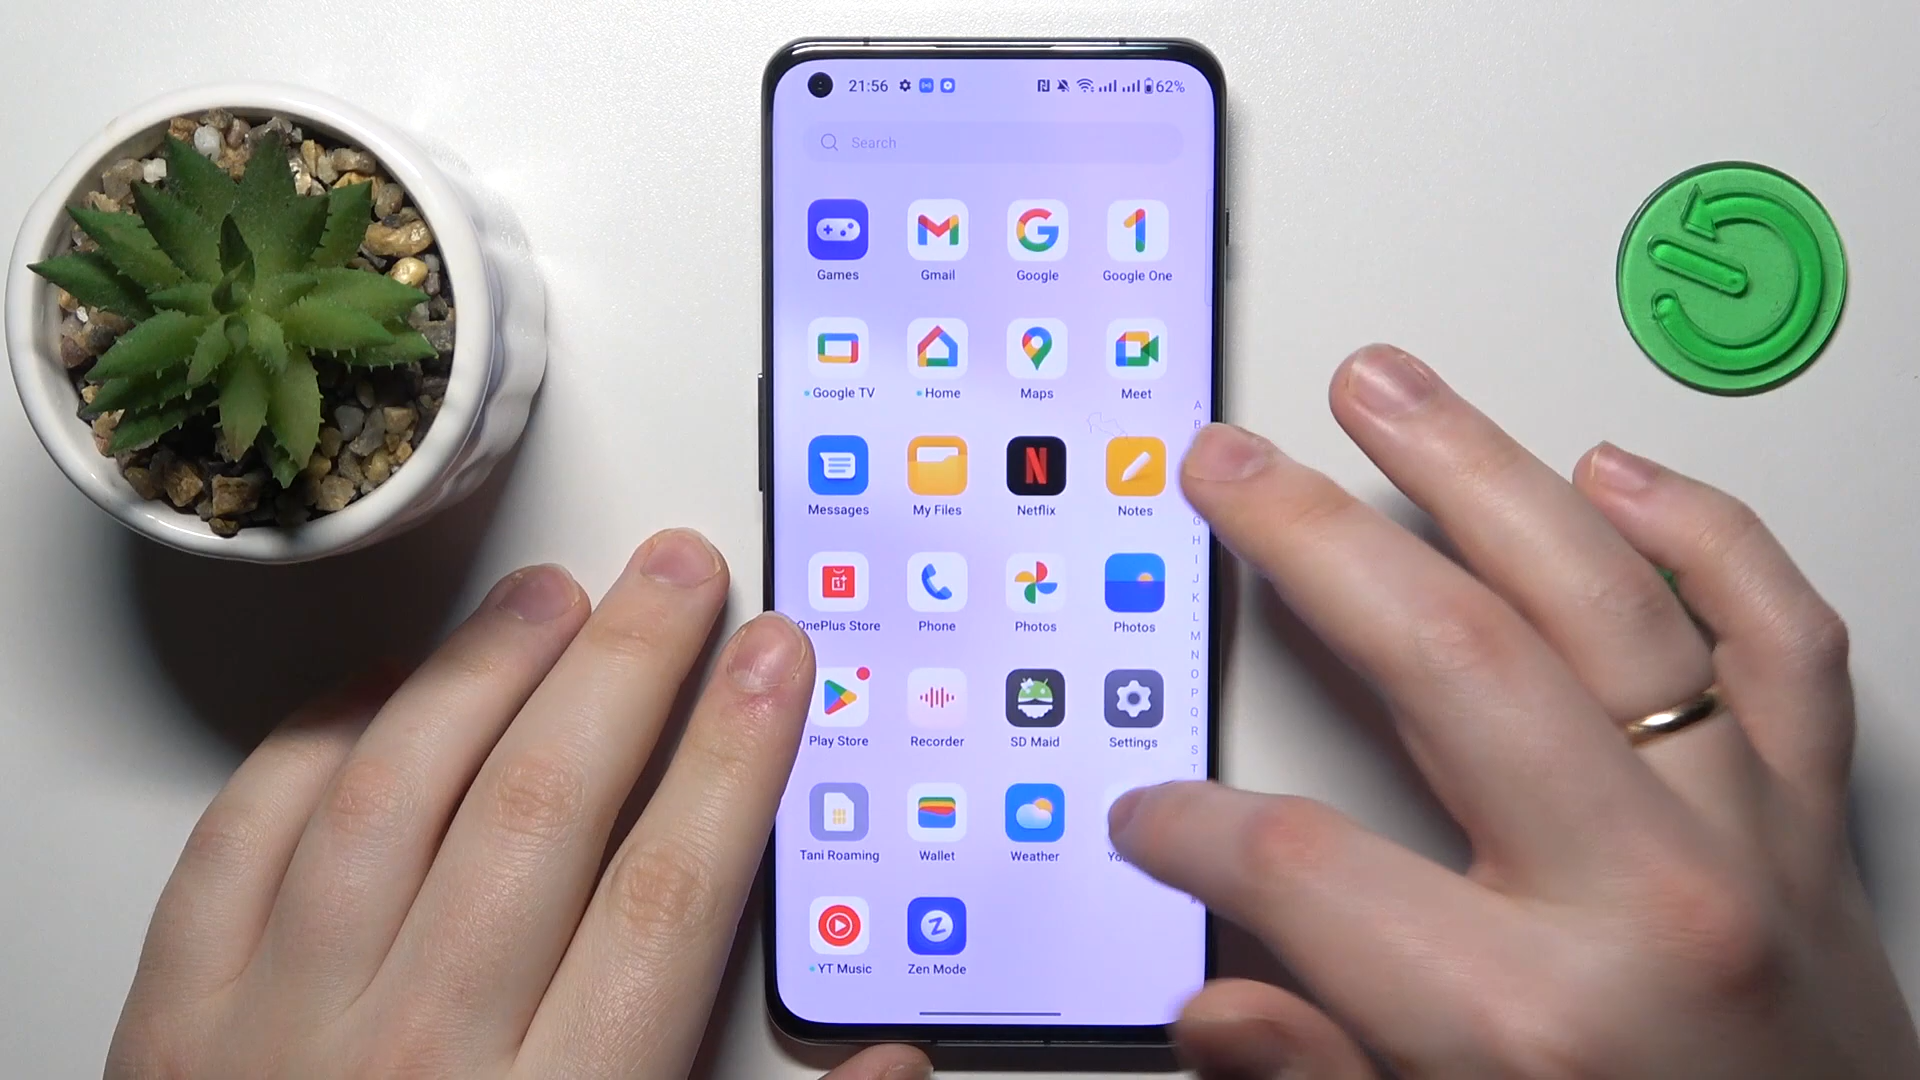 21:56 62%
Search
Games Gmail Google Google One
Google TV Home Maps Meet
Messages My Files Netflix Notes
OnePlus Store Phone Photos Photos
Play Store Recorder SD Maid Settings
Tani Roaming Wallet Weather
YT Music Zen Mode
A
B
G
H
I
J
K
L
M
N
O
P
Q
R
S
T